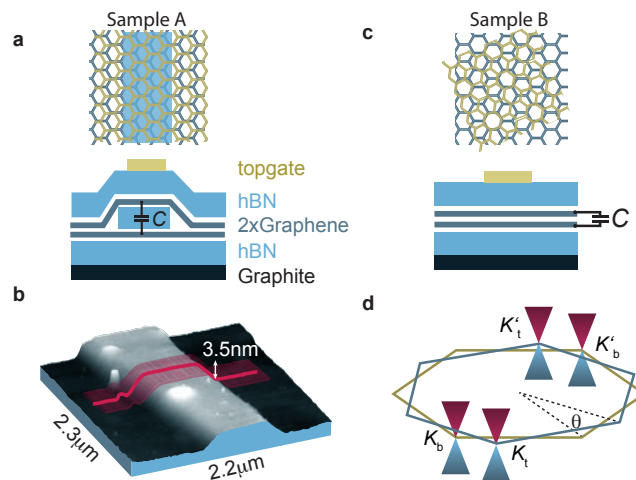 Sample A
Sample B
a
c
topgate
hBN
2xGraphene
hBN
Graphite
C
C
b
3.5nm
2.3μm
2.2μm
d
K't
K'b
θ
Kb
Kt